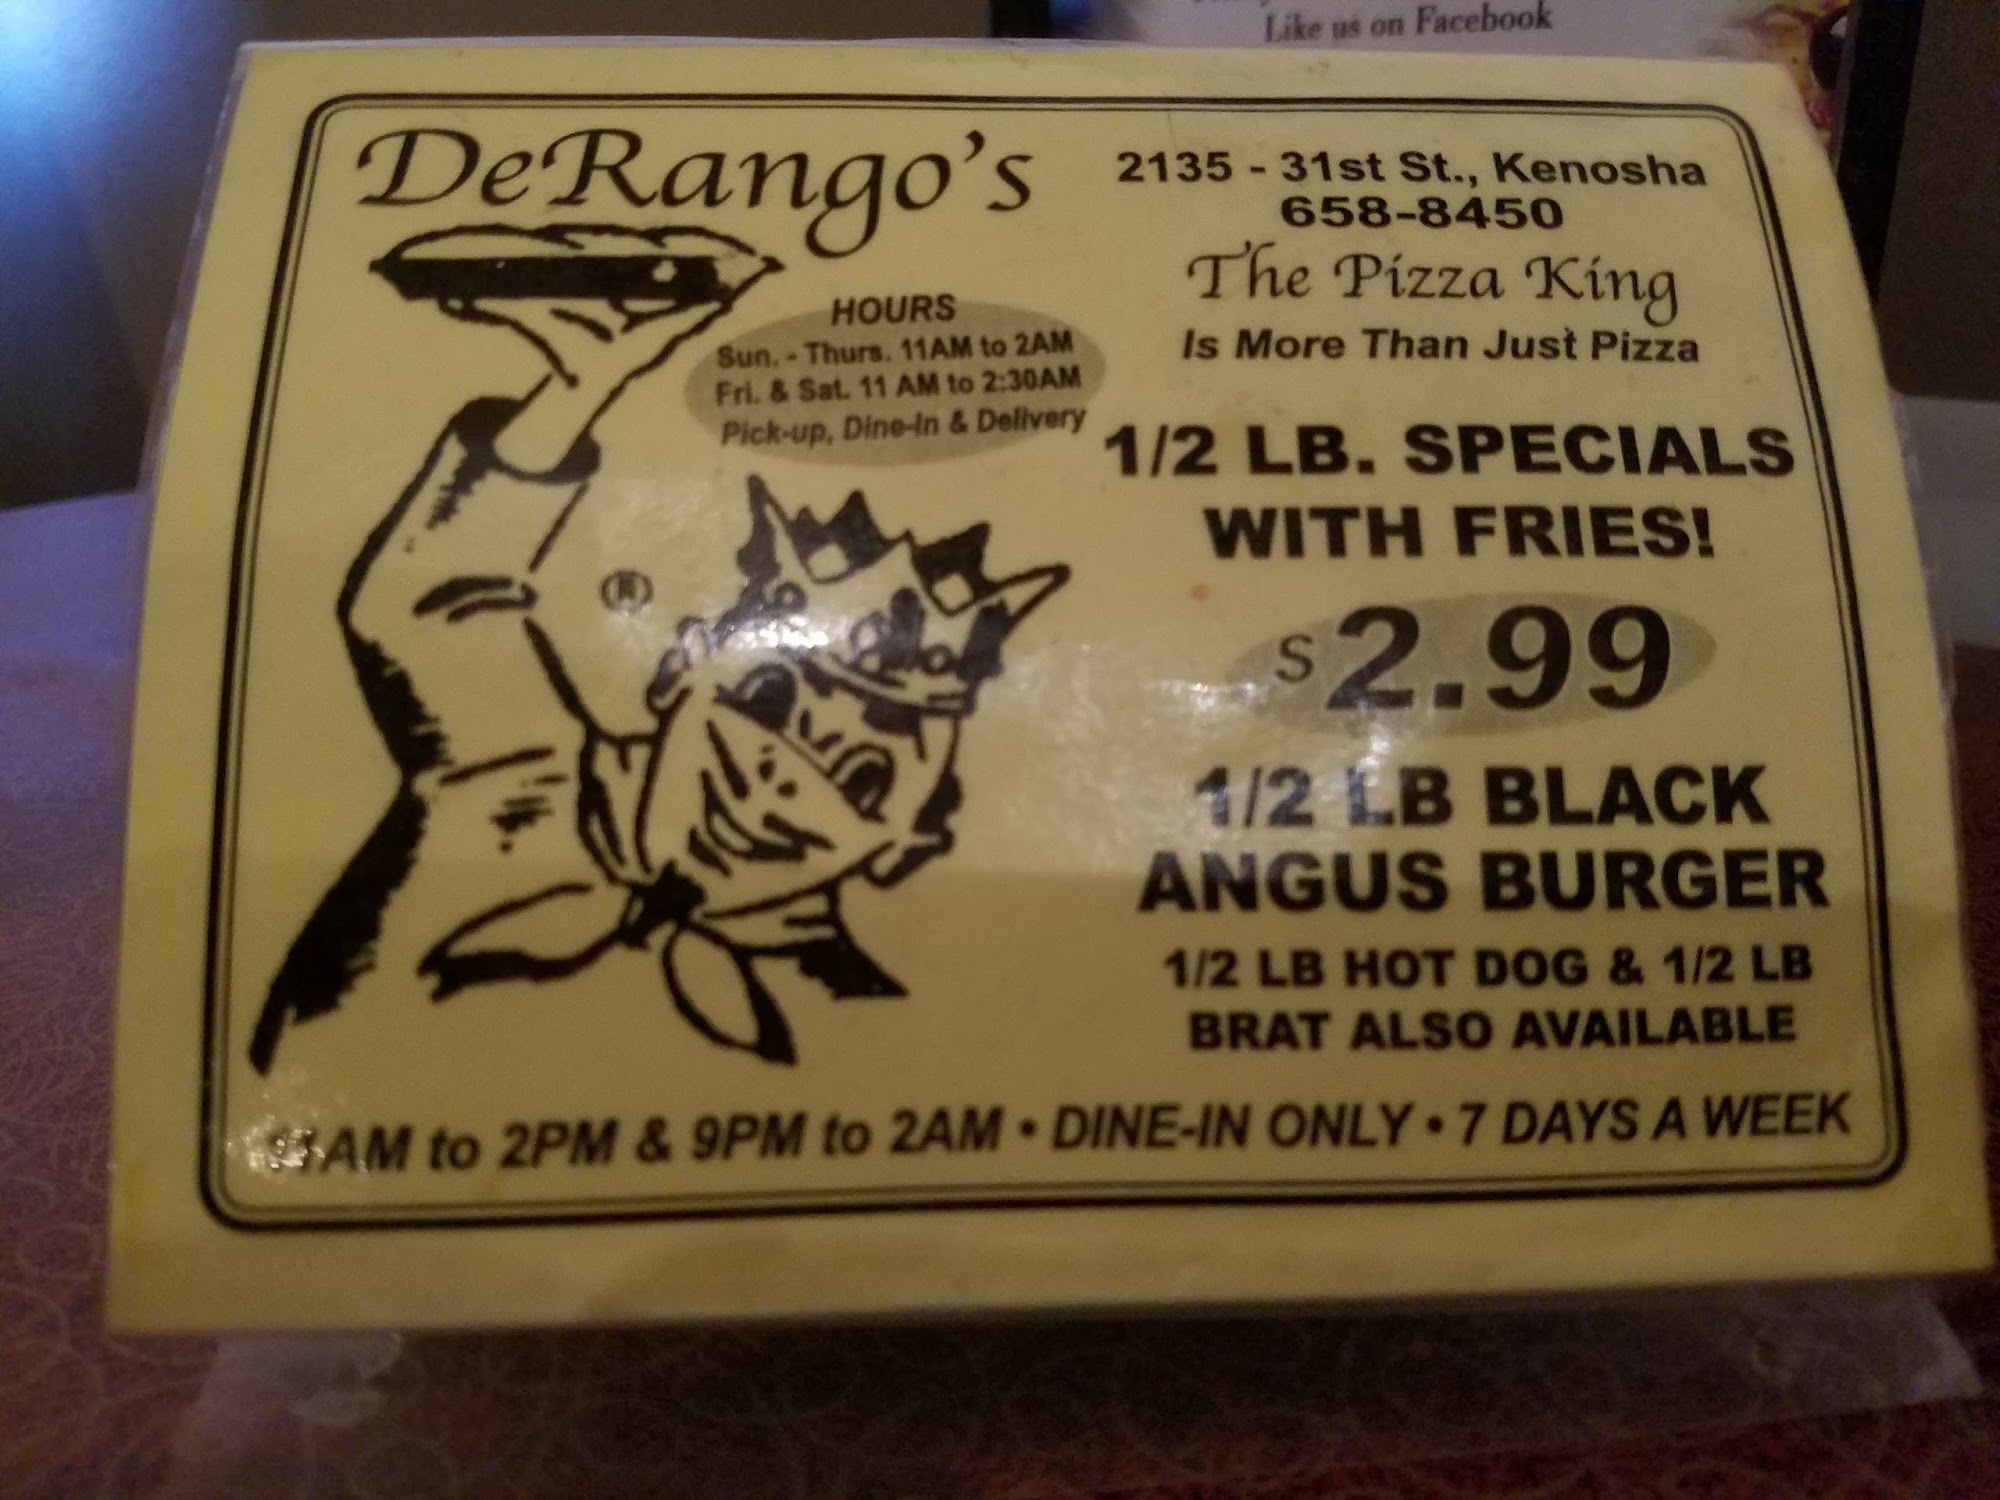 Like us on Facebook
DeRango's
2135 - 31st St., Kenosha
658-8450
The Pizza King
Is More Than Just Pizza
HOURS
Sun. - Thurs. 11AM to 2AM
Fri. & Sat. 11 AM to 2:30AM
Pick-up, Dine-In & Delivery
®
1/2 LB. SPECIALS
WITH FRIES!
$2.99
1/2 LB BLACK
ANGUS BURGER
1/2 LB HOT DOG & 1/2 LB
BRAT ALSO AVAILABLE
11AM to 2PM & 9PM to 2AM • DINE-IN ONLY • 7 DAYS A WEEK